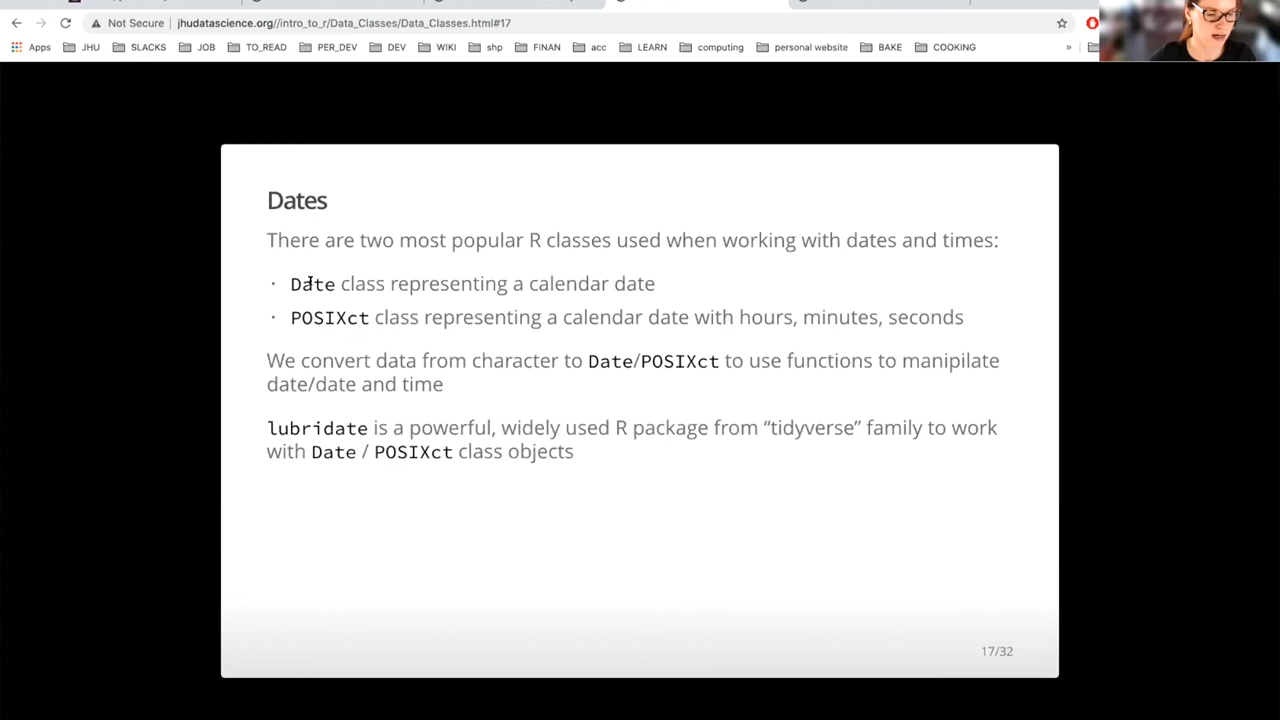 Not Secure
jhudatascience.org//intro_to_r/Data_Classes/Data_Classes.html#17
Apps JHU SLACKS JOB TO_READ PER_DEV DEV WIKI shp FINAN acc LEARN computing personal website BAKE COOKING »
Dates
There are two most popular R classes used when working with dates and times:
· Date class representing a calendar date
· POSIXct class representing a calendar date with hours, minutes, seconds
We convert data from character to Date/POSIXct to use functions to manipilate
date/date and time
lubridate is a powerful, widely used R package from “tidyverse” family to work
with Date / POSIXct class objects
17/32